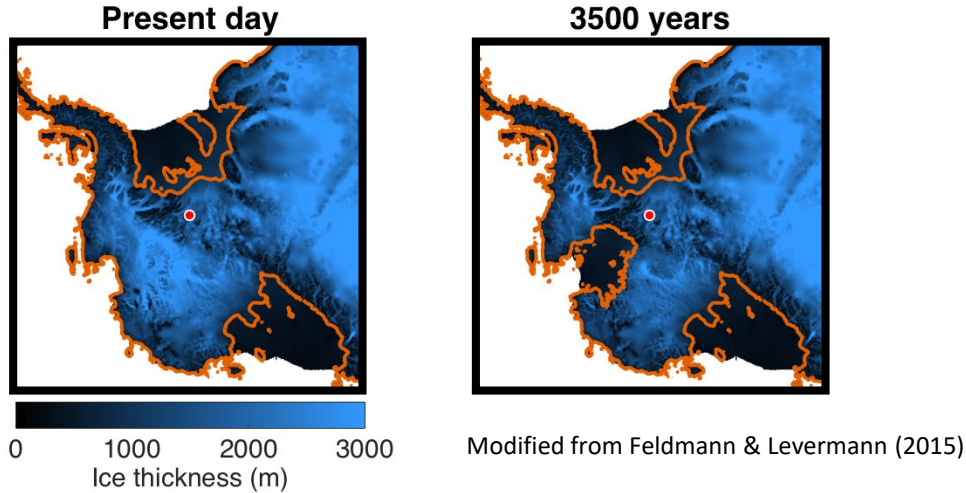 Present day
3500 years
0 1000 2000 3000
Ice thickness (m)
Modified from Feldmann & Levermann (2015)